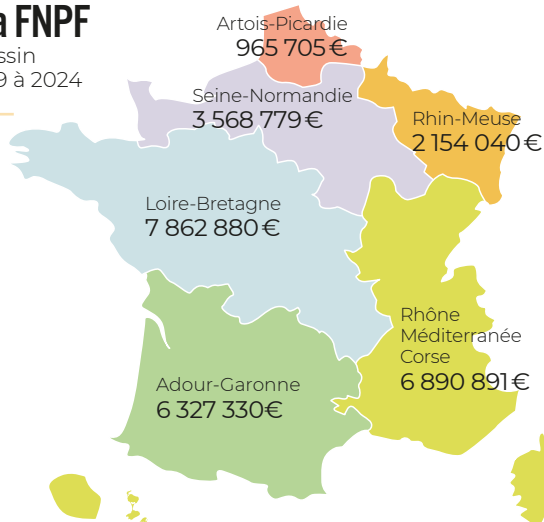 a FNPF
ssin
9 à 2024
Artois-Picardie
965 705 €
Seine-Normandie
3 568 779 €
Rhin-Meuse
2 154 040 €
Loire-Bretagne
7 862 880 €
Rhône
Méditerranée
Corse
6 890 891 €
Adour-Garonne
6 327 330€